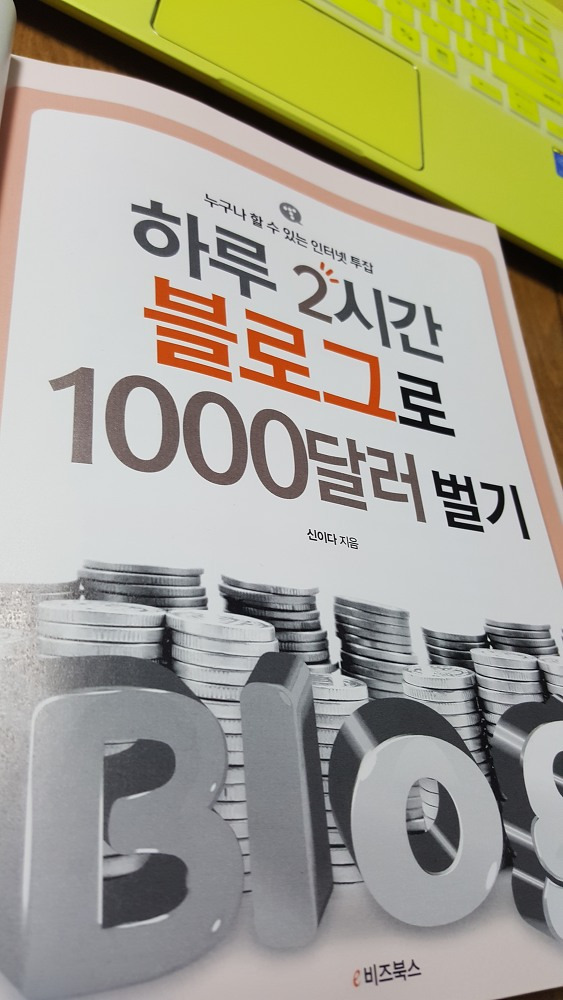 누구나 할 수 있는 인터넷 투잡
하루 2시간
블로그로
1000달러 벌기
신이다 지음
Blog
e비즈북스